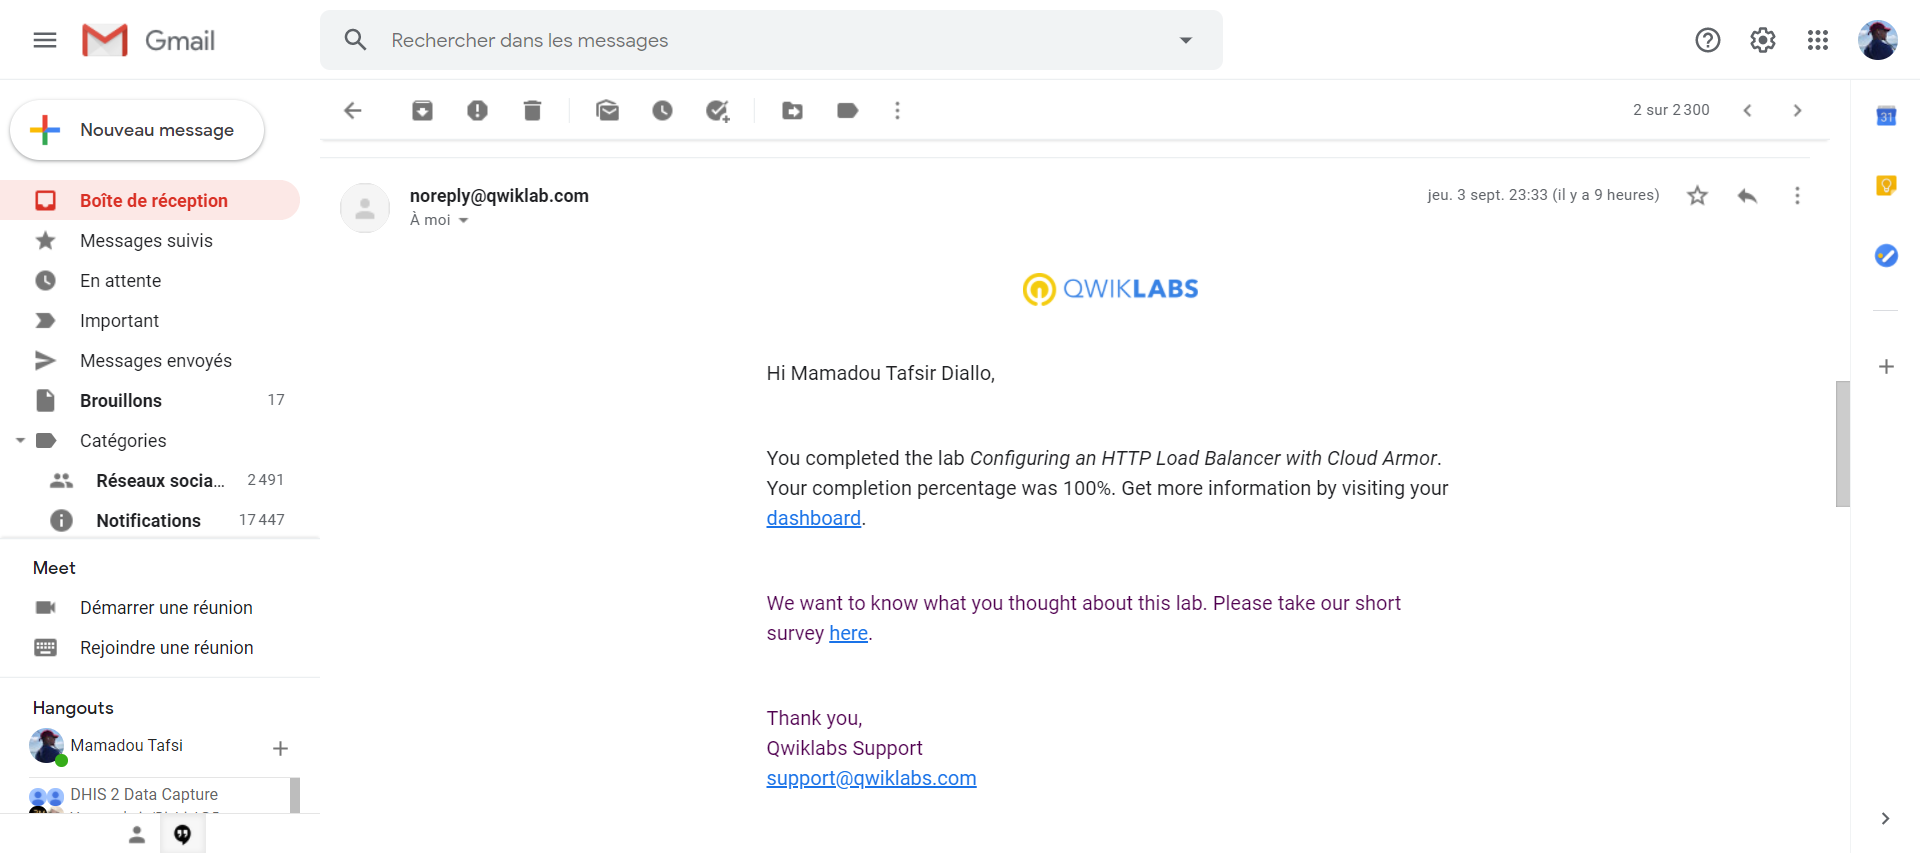 Gmail
Rechercher dans les messages
Nouveau message
2 sur 2 300
31
Boîte de réception
Messages suivis
En attente
Important
Messages envoyés
Brouillons 17
Catégories
Réseaux socia... 2 491
Notifications 17 447
Meet
Démarrer une réunion
Rejoindre une réunion
Hangouts
Mamadou Tafsi
DHIS 2 Data Capture
noreply@qwiklab.com
jeu. 3 sept. 23:33 (il y a 9 heures)
À moi
QWIKLABS
Hi Mamadou Tafsir Diallo,
You completed the lab Configuring an HTTP Load Balancer with Cloud Armor.
Your completion percentage was 100%. Get more information by visiting your
dashboard.
We want to know what you thought about this lab. Please take our short
survey here.
Thank you,
Qwiklabs Support
support@qwiklabs.com